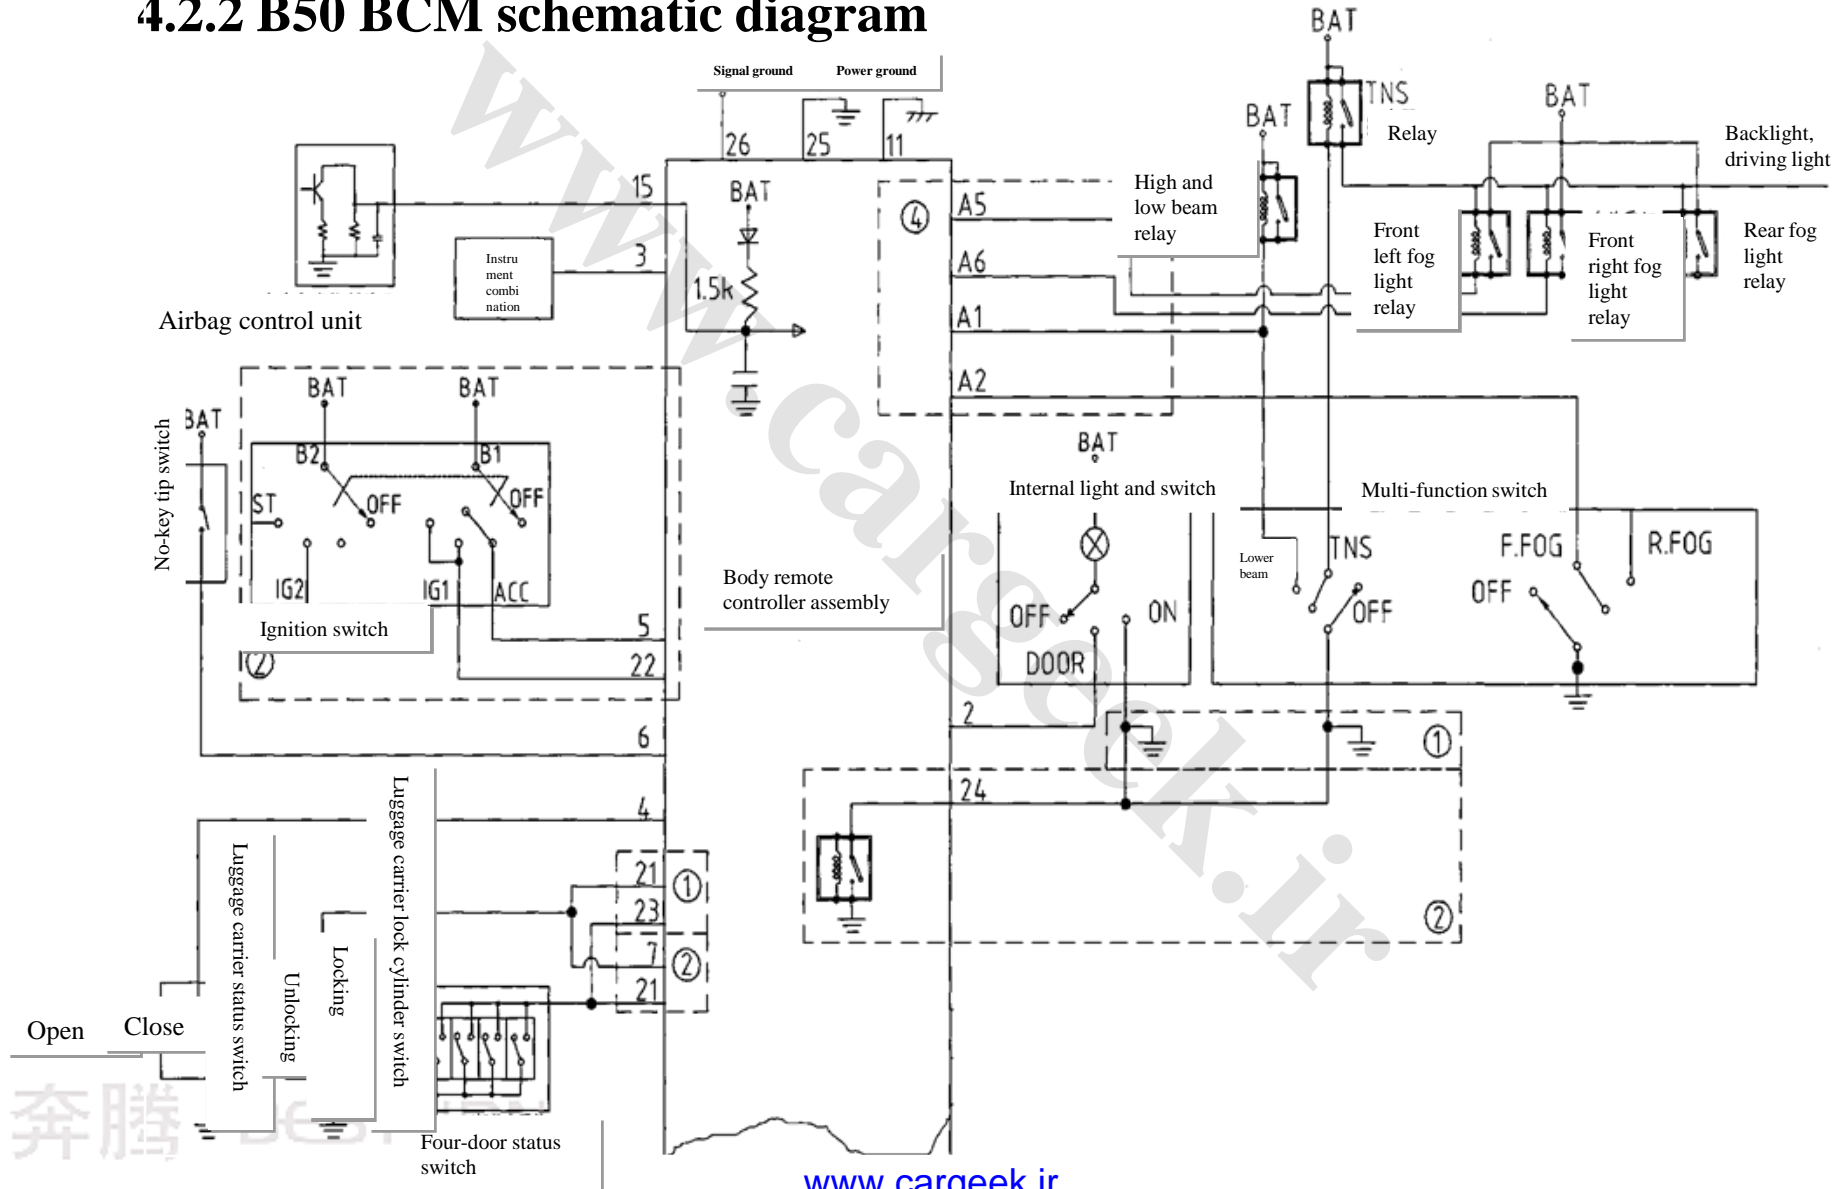 4.2.2 B50 BCM schematic diagram
Signal ground
Power ground
26
25
11
BAT
TNS
Relay
BAT
BAT
Backlight,
driving light
15
BAT
3
1.5k
Instru
ment
combi
nation
Airbag control unit
4
A5
A6
A1
A2
High and
low beam
relay
Front
left fog
light
relay
Front
right fog
light
relay
Rear fog
light
relay
BAT
No-key tip switch
BAT
BAT
B2
B1
ST
OFF
OFF
IG2
IG1
ACC
Ignition switch
2
5
22
6
Body remote
controller assembly
BAT
Internal light and switch
OFF
ON
DOOR
Multi-function switch
Lower
beam
TNS
OFF
F.FOG
R.FOG
OFF
2
1
24
2
4
21
1
23
7
2
21
Luggage carrier status switch
Unlocking
Locking
Luggage carrier lock cylinder switch
Open
Close
Four-door status
switch
奔腾
www.cargeek.ir
www.cargeek.ir